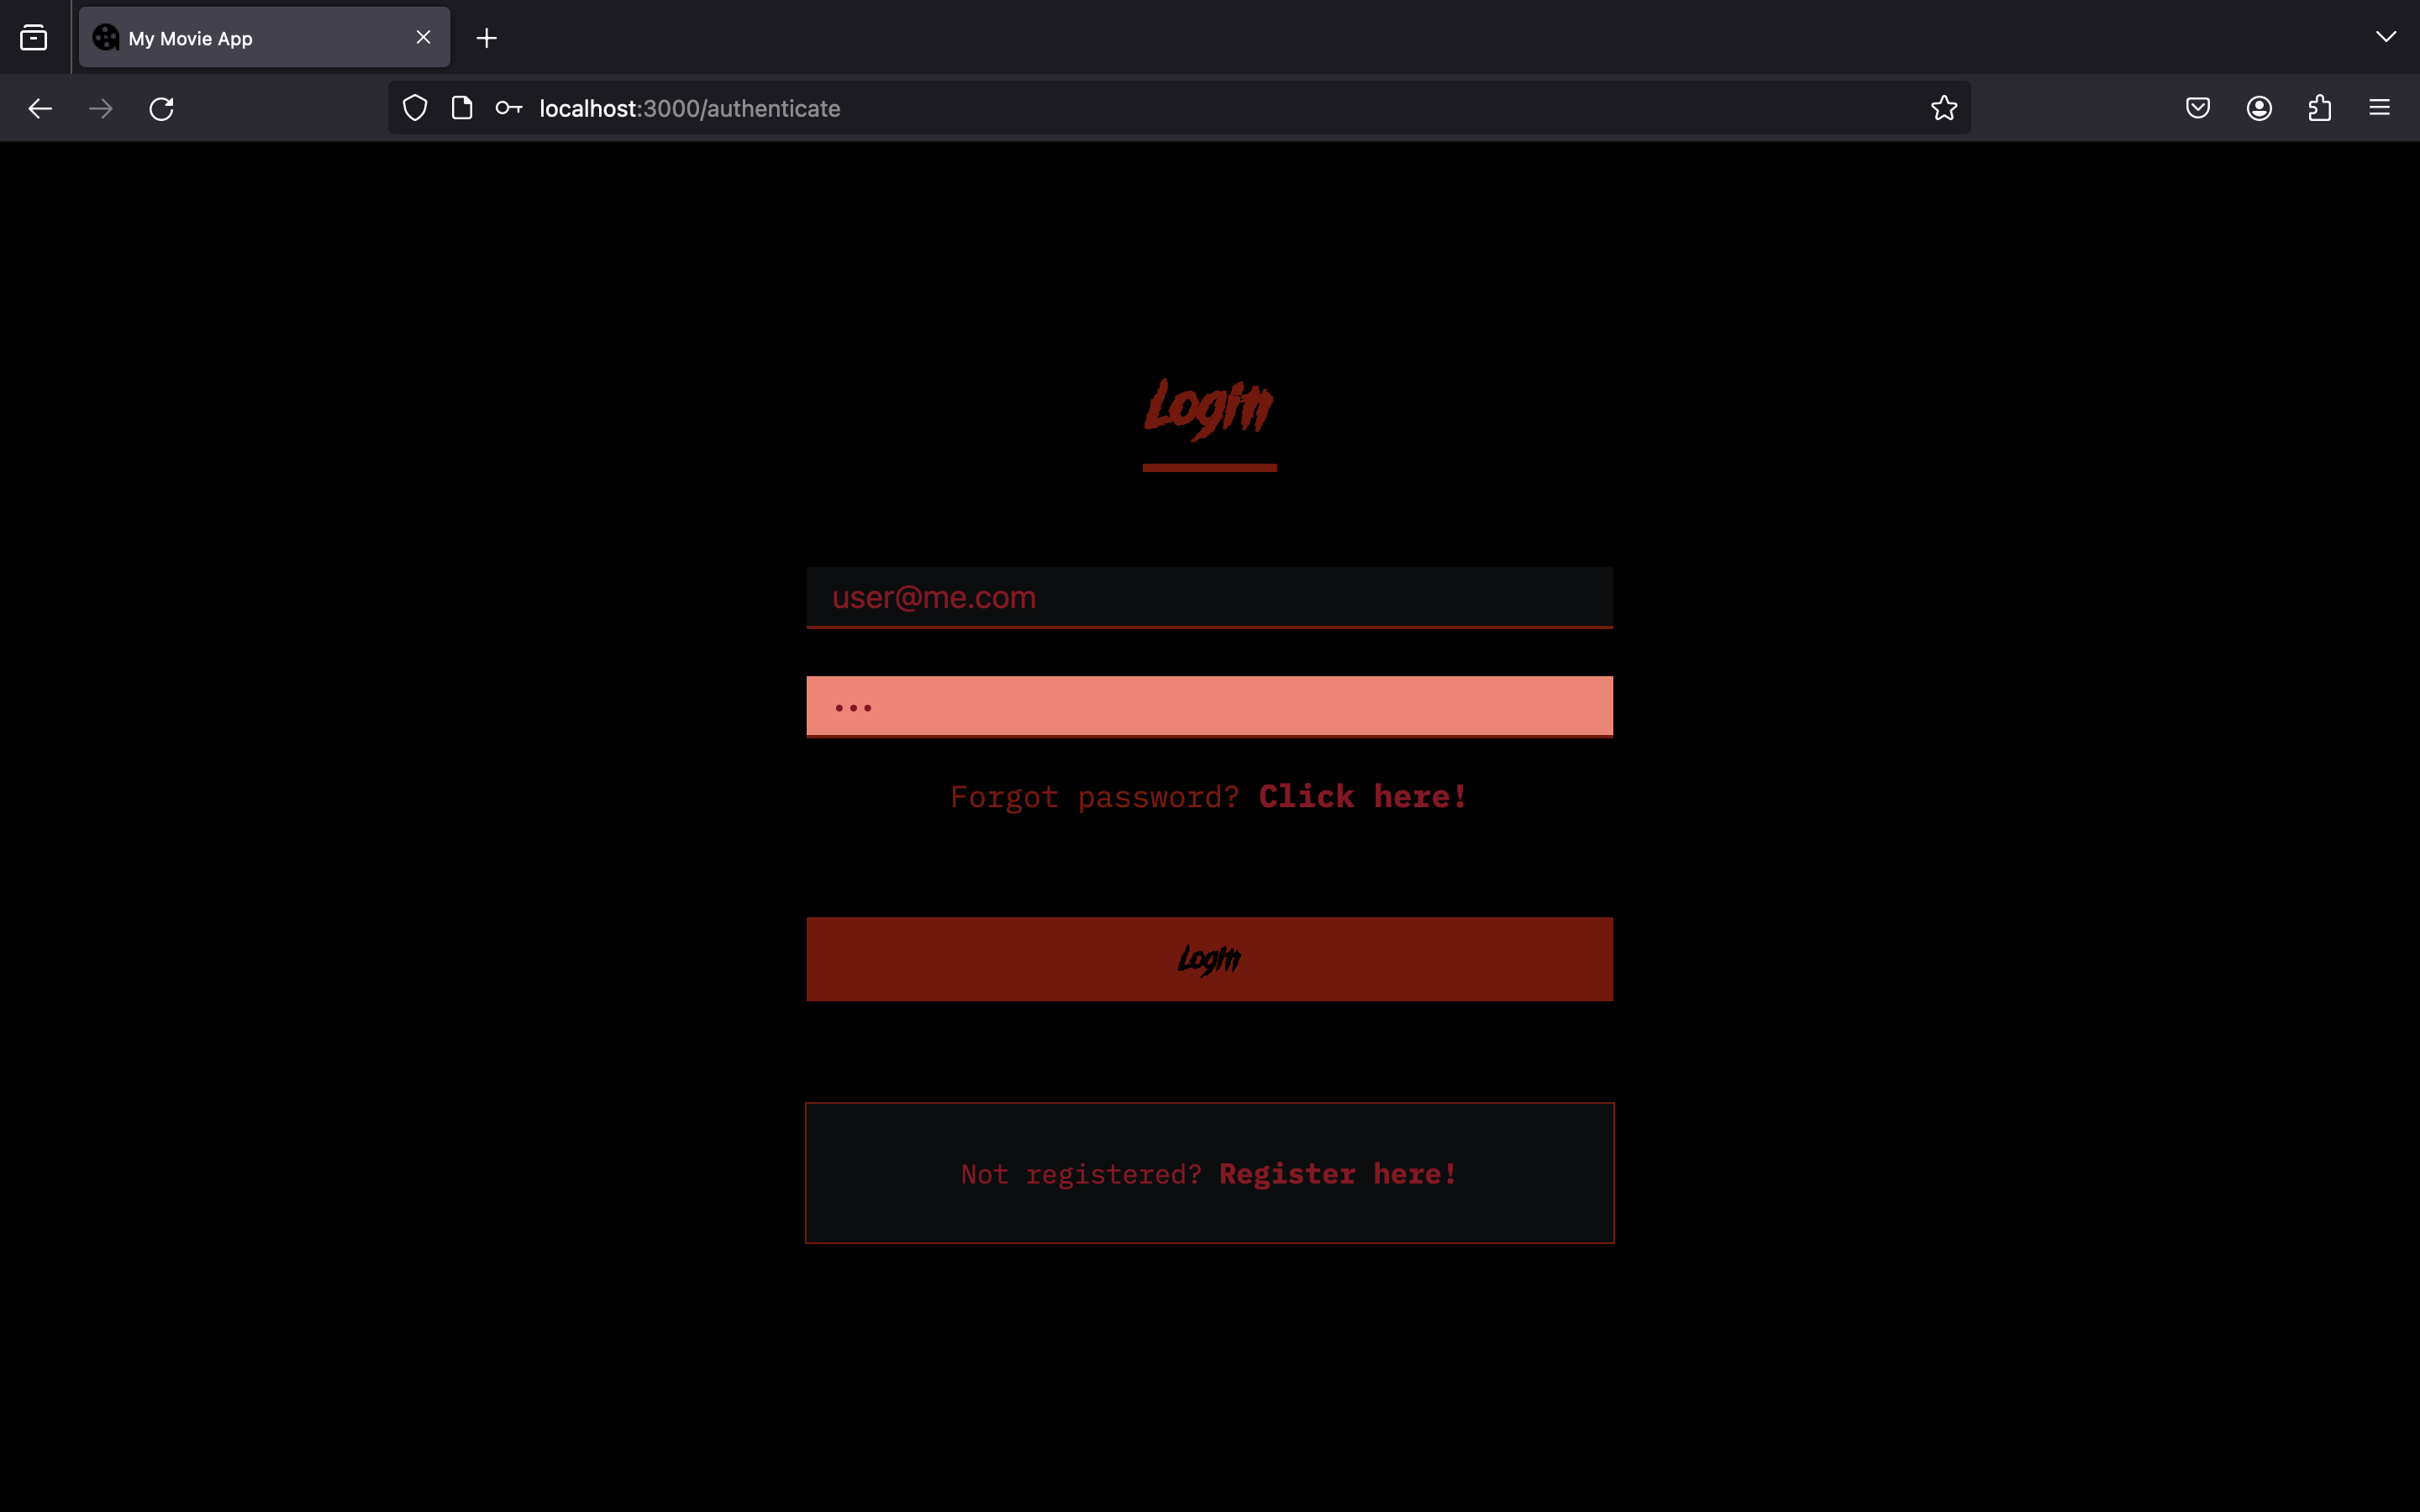 My Movie App
localhost:3000/authenticate
Login
user@me.com
•••
Forgot password? Click here!
Login
Not registered? Register here!